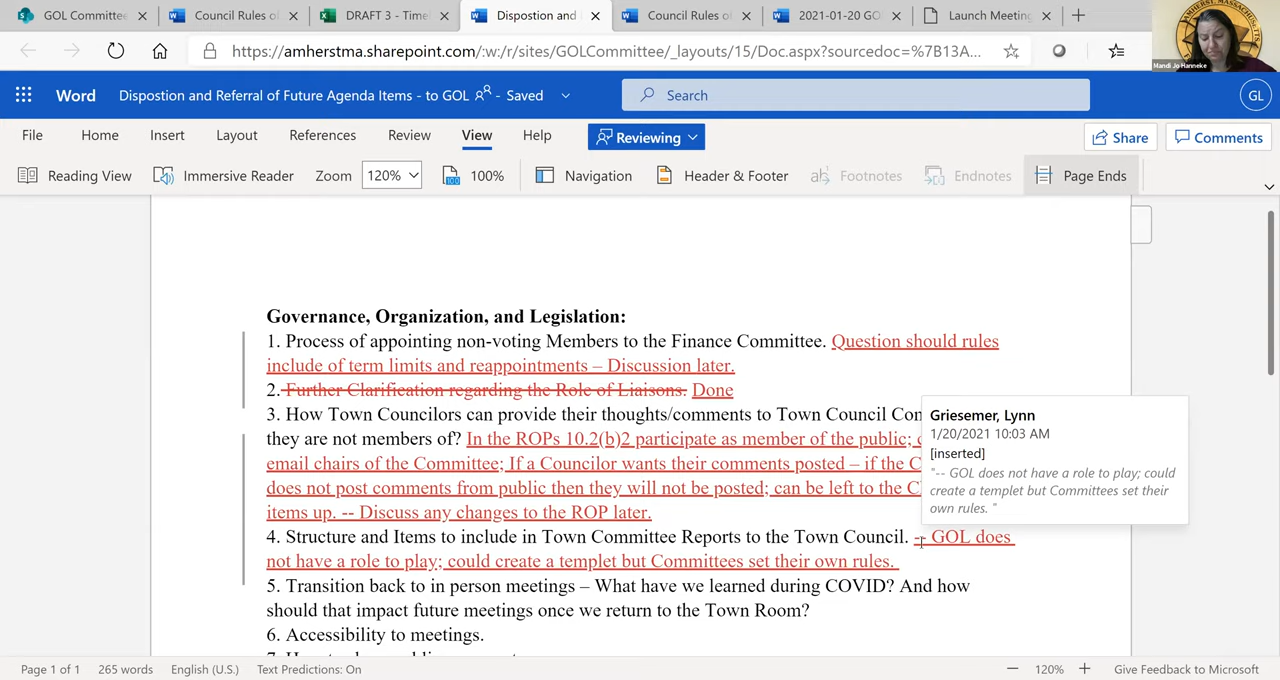 GOL Committee
Council Rules of
DRAFT 3 - Timel
Dispostion and
Council Rules of
2021-01-20 GO
Launch Meeting
https://amherstma.sharepoint.com/:w:/r/sites/GOLCommittee/_layouts/15/Doc.aspx?sourcedoc=%7B13A...
AMHERST, MASSACHUSETTS
Mandi Jo Hanneke
Word
Dispostion and Referral of Future Agenda Items - to GOL - Saved
Search
GL
File Home Insert Layout References Review View Help Reviewing Share Comments
Reading View Immersive Reader Zoom 120% 100% Navigation Header & Footer Footnotes Endnotes Page Ends
Governance, Organization, and Legislation:
1. Process of appointing non-voting Members to the Finance Committee. Question should rules
include of term limits and reappointments – Discussion later.
2. Further Clarification regarding the Role of Liaisons. Done
3. How Town Councilors can provide their thoughts/comments to Town Council Con
they are not members of? In the ROPs 10.2(b)2 participate as member of the public;
email chairs of the Committee; If a Councilor wants their comments posted – if the C
does not post comments from public then they will not be posted; can be left to the C
items up. -- Discuss any changes to the ROP later.
4. Structure and Items to include in Town Committee Reports to the Town Council. -- GOL does
not have a role to play; could create a templet but Committees set their own rules.
5. Transition back to in person meetings – What have we learned during COVID? And how
should that impact future meetings once we return to the Town Room?
6. Accessibility to meetings.
Griesemer, Lynn
1/20/2021 10:03 AM
[inserted]
"-- GOL does not have a role to play; could
create a templet but Committees set their
own rules. "
Page 1 of 1 265 words English (U.S.) Text Predictions: On 120% Give Feedback to Microsoft